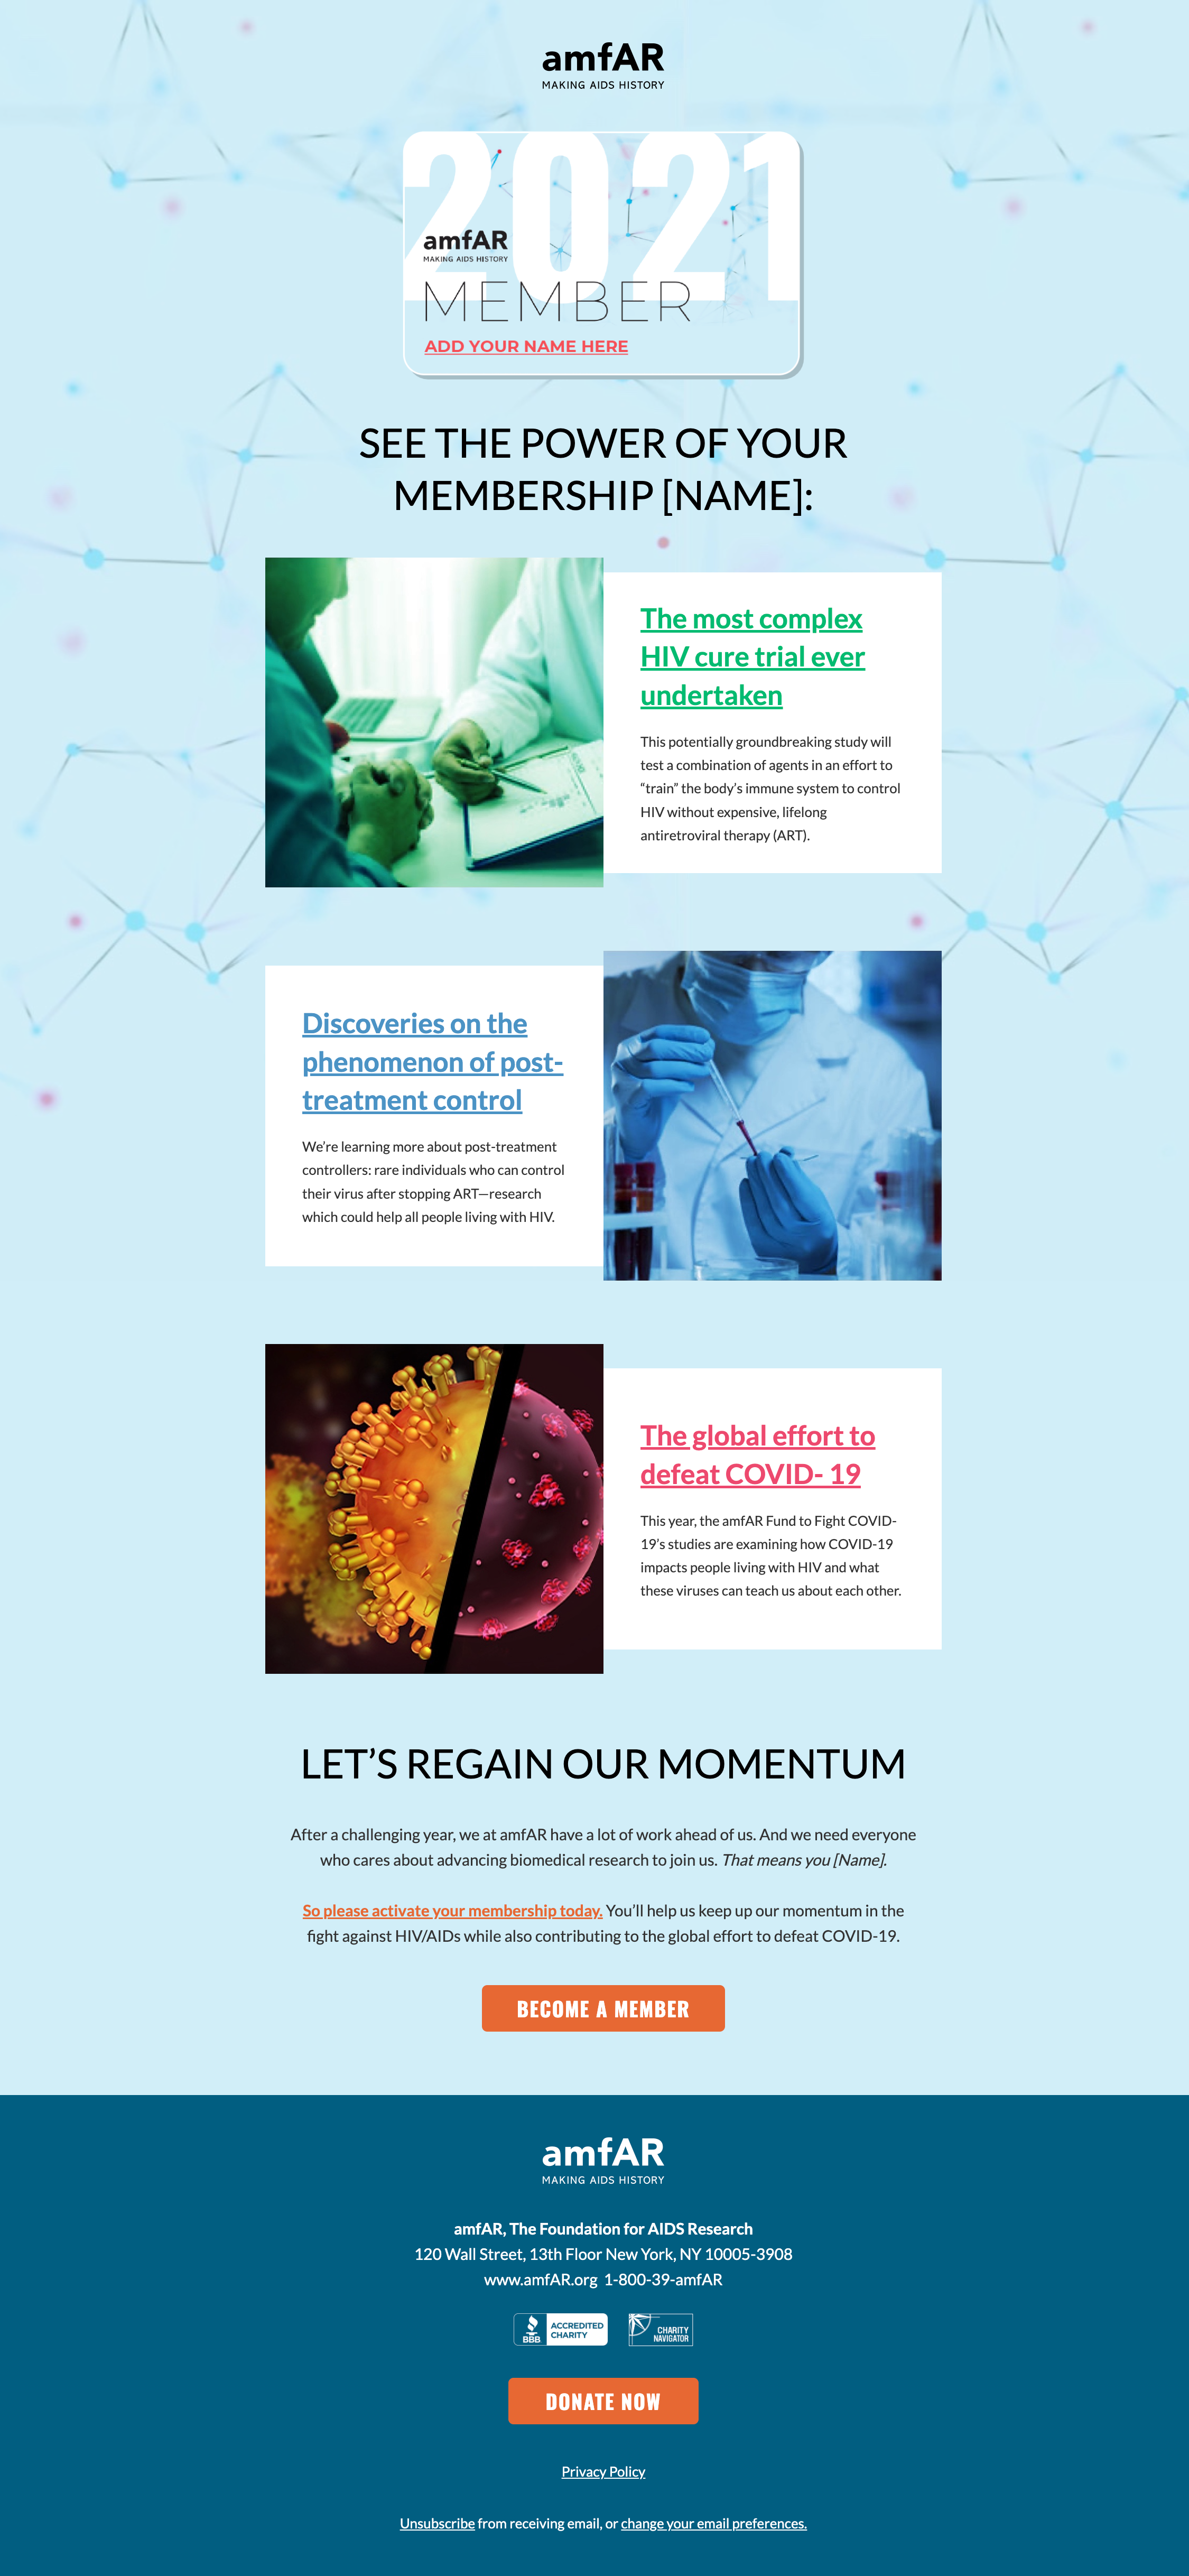 amfAR
MAKING AIDS HISTORY
2021
amfAR
MAKING AIDS HISTORY
MEMBER
ADD YOUR NAME HERE
SEE THE POWER OF YOUR
MEMBERSHIP [NAME]:
The most complex
HIV cure trial ever
undertaken
This potentially groundbreaking study will
test a combination of agents in an effort to
“train” the body’s immune system to control
HIV without expensive, lifelong
antiretroviral therapy (ART).
Discoveries on the
phenomenon of post-
treatment control
We’re learning more about post-treatment
controllers: rare individuals who can control
their virus after stopping ART—research
which could help all people living with HIV.
The global effort to
defeat COVID- 19
This year, the amfAR Fund to Fight COVID-
19’s studies are examining how COVID-19
impacts people living with HIV and what
these viruses can teach us about each other.
LET’S REGAIN OUR MOMENTUM
After a challenging year, we at amfAR have a lot of work ahead of us. And we need everyone
who cares about advancing biomedical research to join us. That means you [Name].
So please activate your membership today. You’ll help us keep up our momentum in the
fight against HIV/AIDs while also contributing to the global effort to defeat COVID-19.
BECOME A MEMBER
amfAR
MAKING AIDS HISTORY
amfAR, The Foundation for AIDS Research
120 Wall Street, 13th Floor New York, NY 10005-3908
www.amfAR.org 1-800-39-amfAR
BBB
ACCREDITED
CHARITY
CHARITY
NAVIGATOR
DONATE NOW
Privacy Policy
Unsubscribe from receiving email, or change your email preferences.